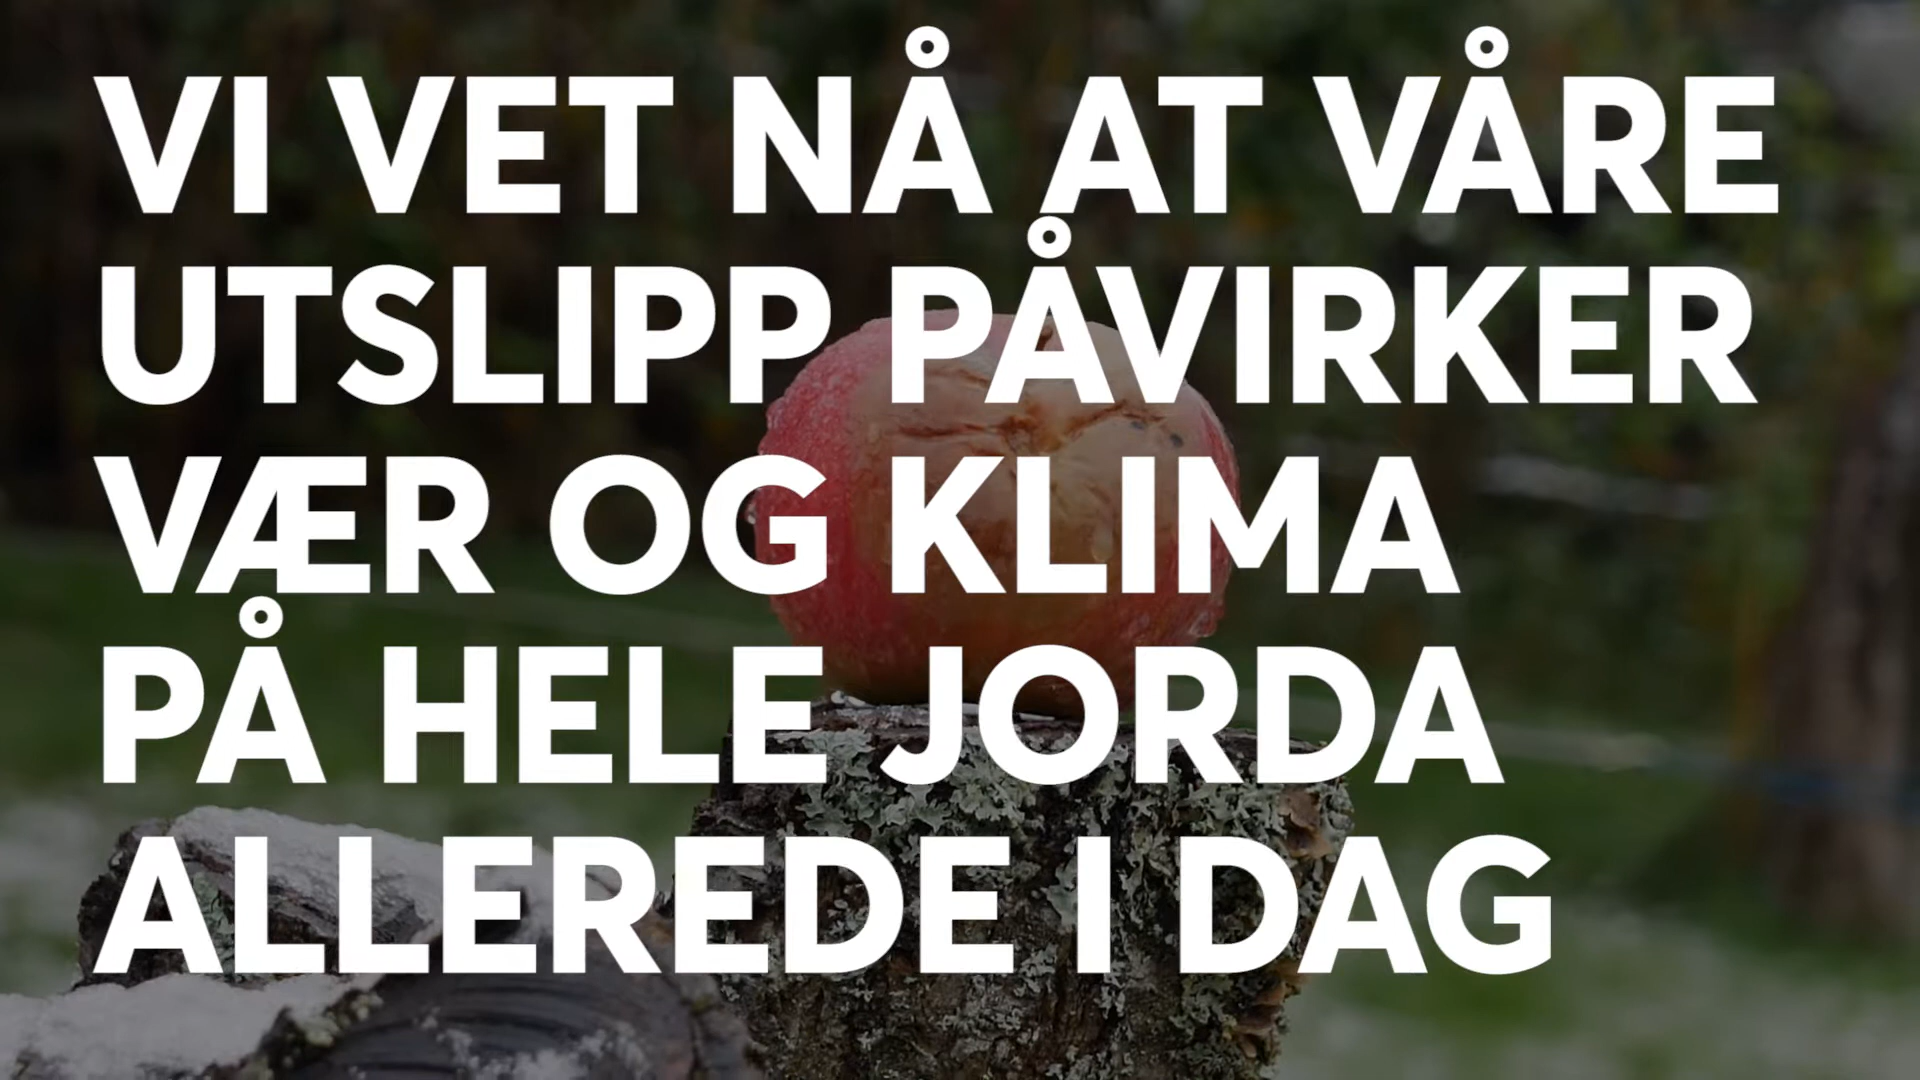 VI VET NÅ AT VÅRE
UTSLIPP PÅVIRKER
VÆR OG KLIMA
PÅ HELE JORDA
ALLEREDE I DAG